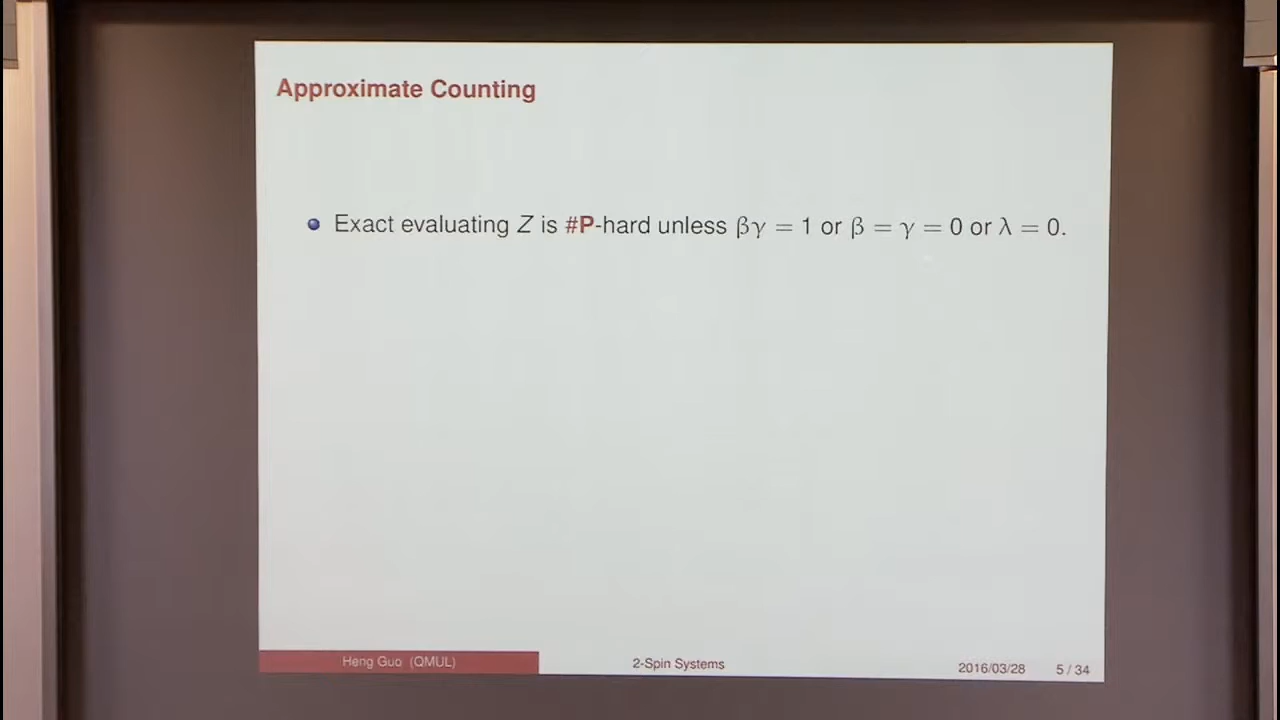 Approximate Counting
Exact evaluating Z is #P-hard unless βγ = 1 or β = γ = 0 or λ = 0.
Heng Guo (QMUL)
2-Spin Systems
2016/03/28
5 / 34